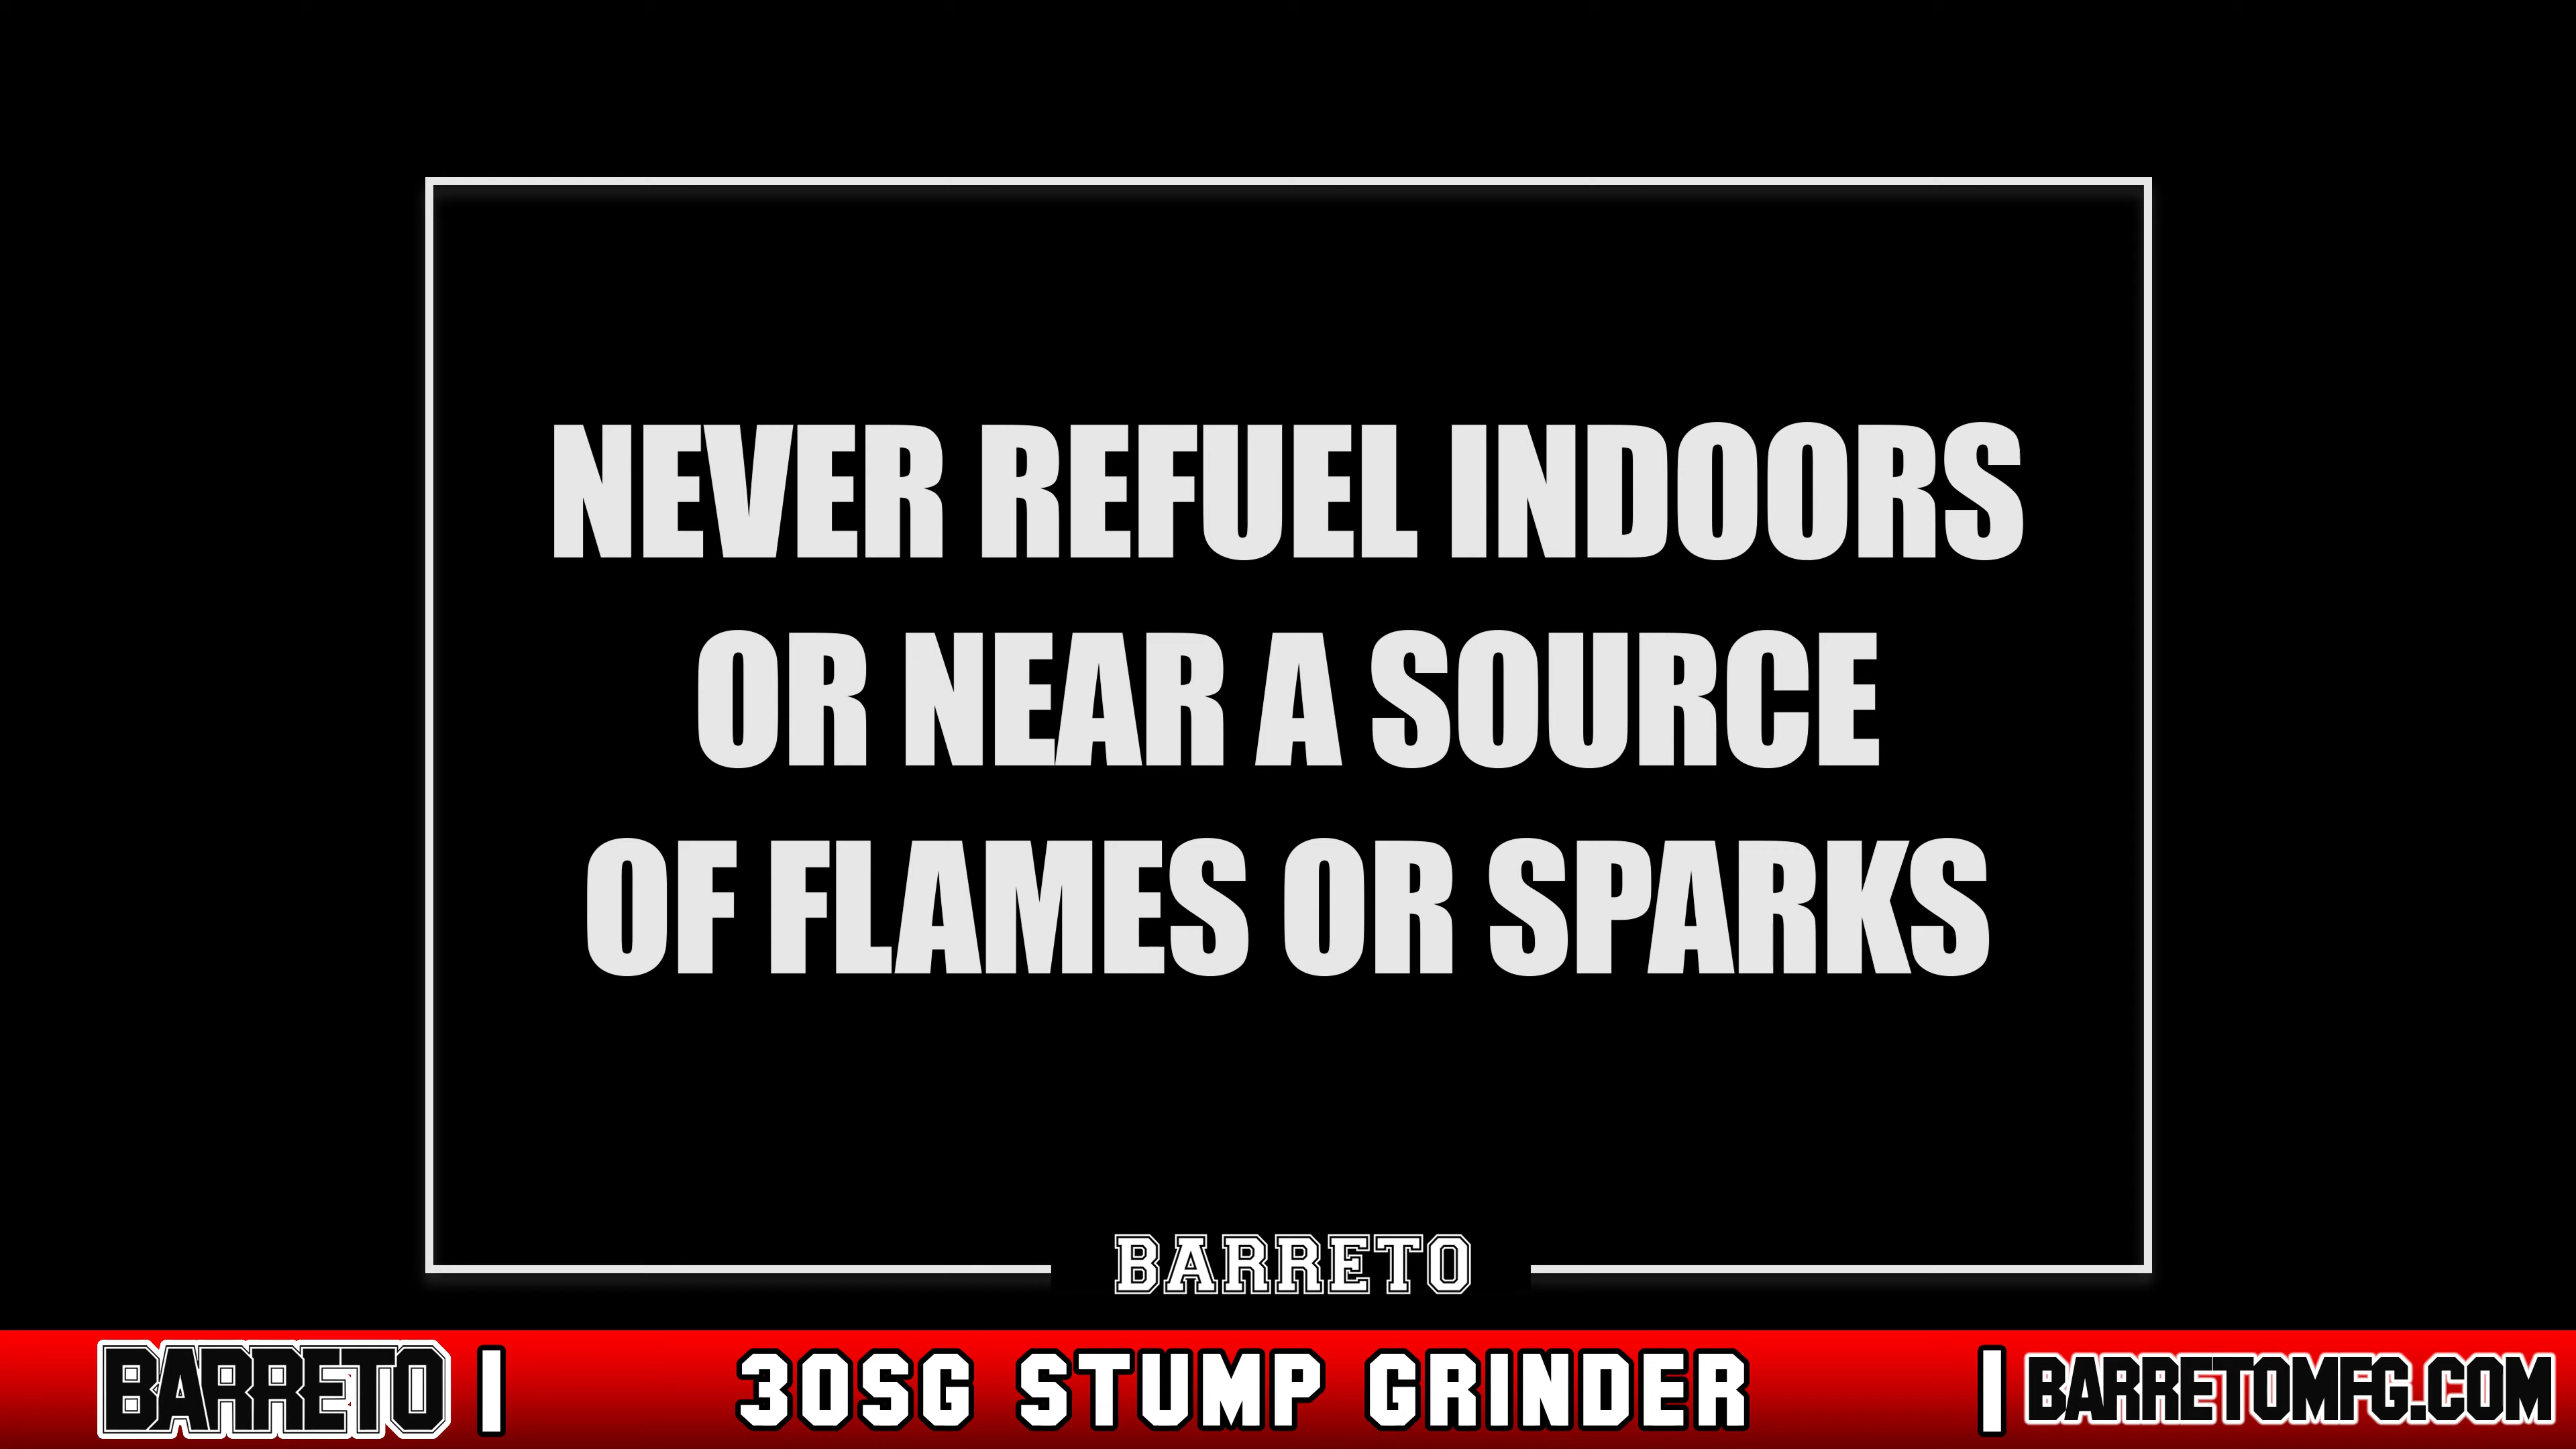 NEVER REFUEL INDOORS
OR NEAR A SOURCE
OF FLAMES OR SPARKS
BARRETO
BARRETO | 30SG STUMP GRINDER | BARRETOMFG.COM